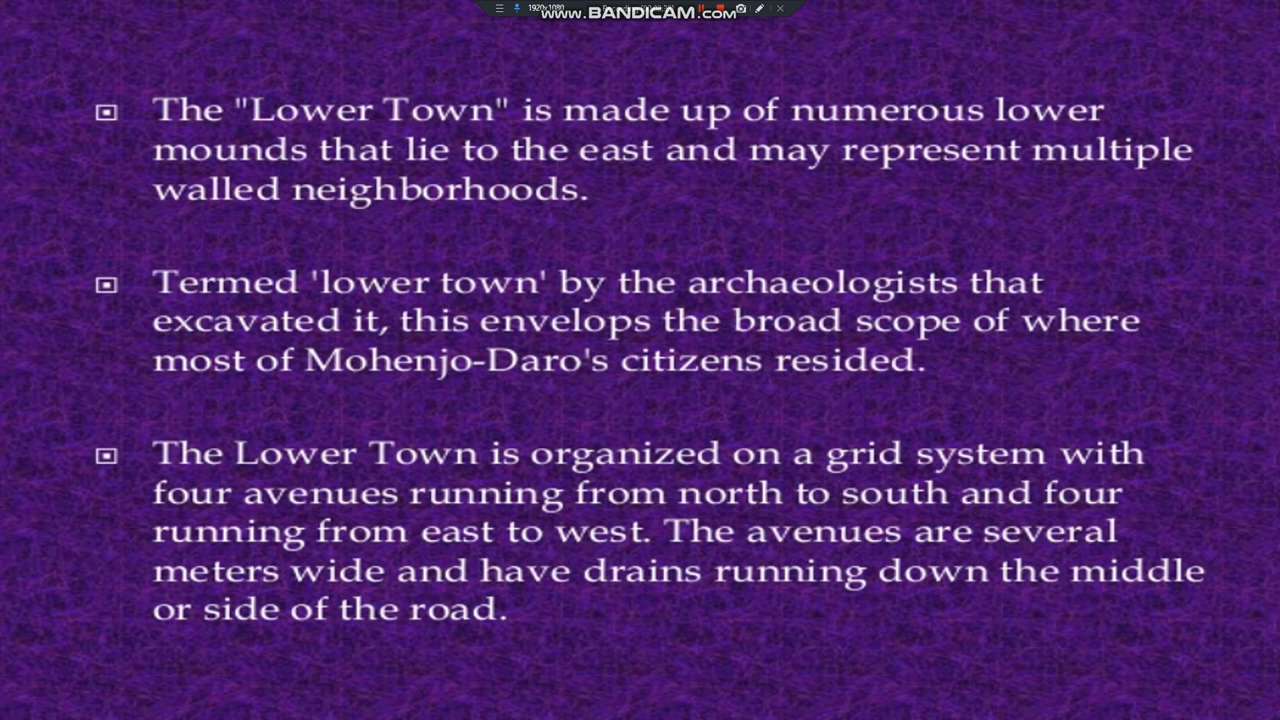 1920x1080
www.BANDICAM.com
The "Lower Town" is made up of numerous lower
mounds that lie to the east and may represent multiple
walled neighborhoods.
Termed 'lower town' by the archaeologists that
excavated it, this envelops the broad scope of where
most of Mohenjo-Daro's citizens resided.
The Lower Town is organized on a grid system with
four avenues running from north to south and four
running from east to west. The avenues are several
meters wide and have drains running down the middle
or side of the road.